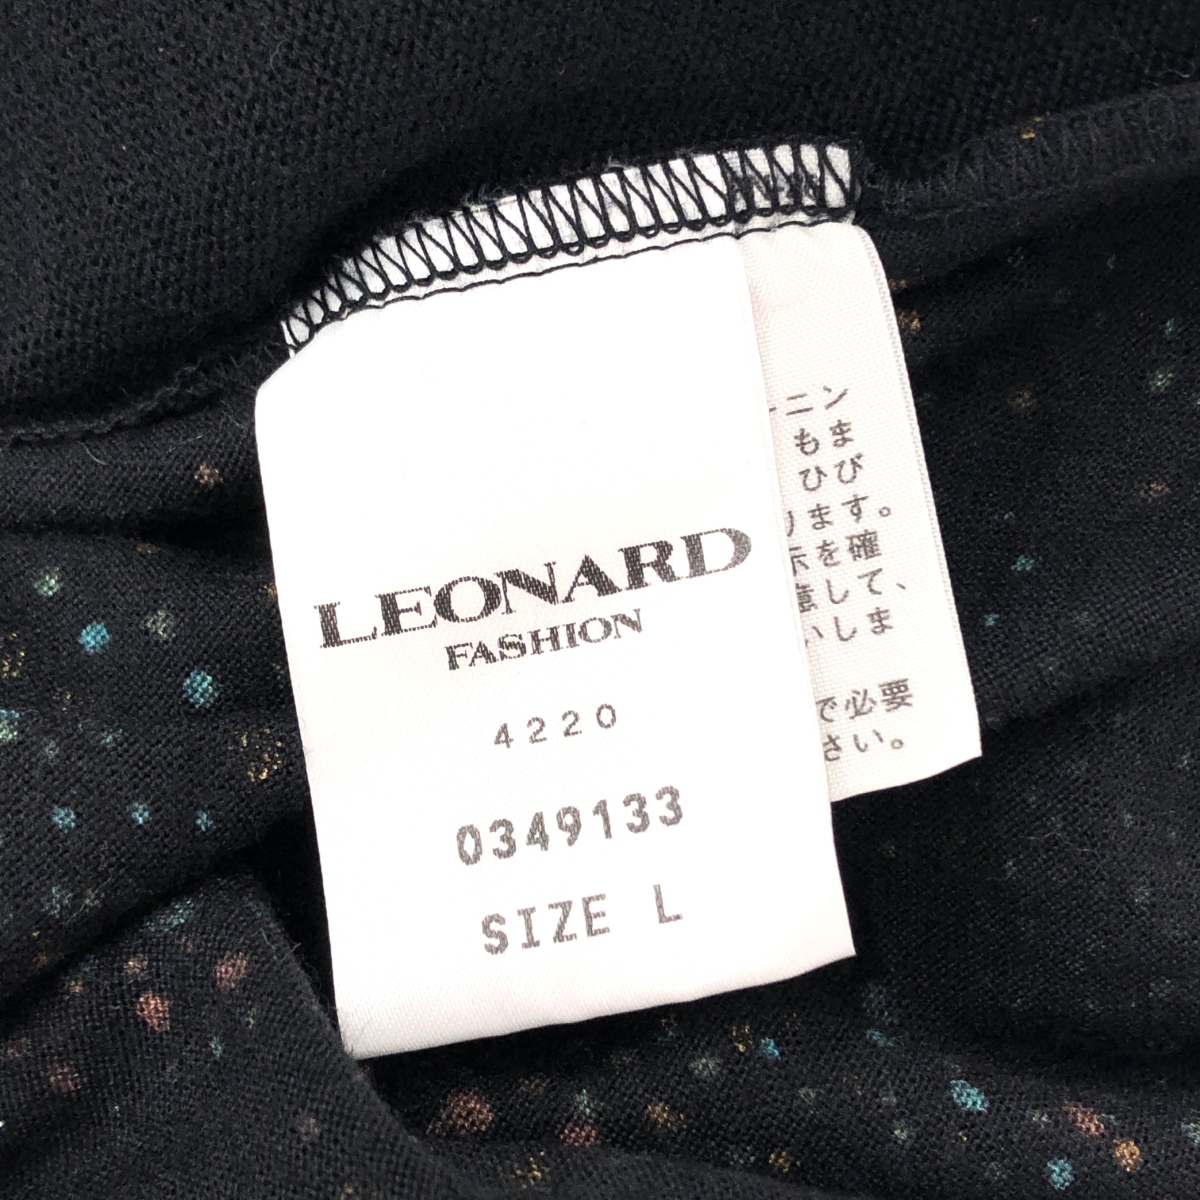 LEONARD
FASHION
4220
0349133
SIZE L
ーニン
もま
ひび
ります。
示を確
意して、
いしま
で必要
さい。